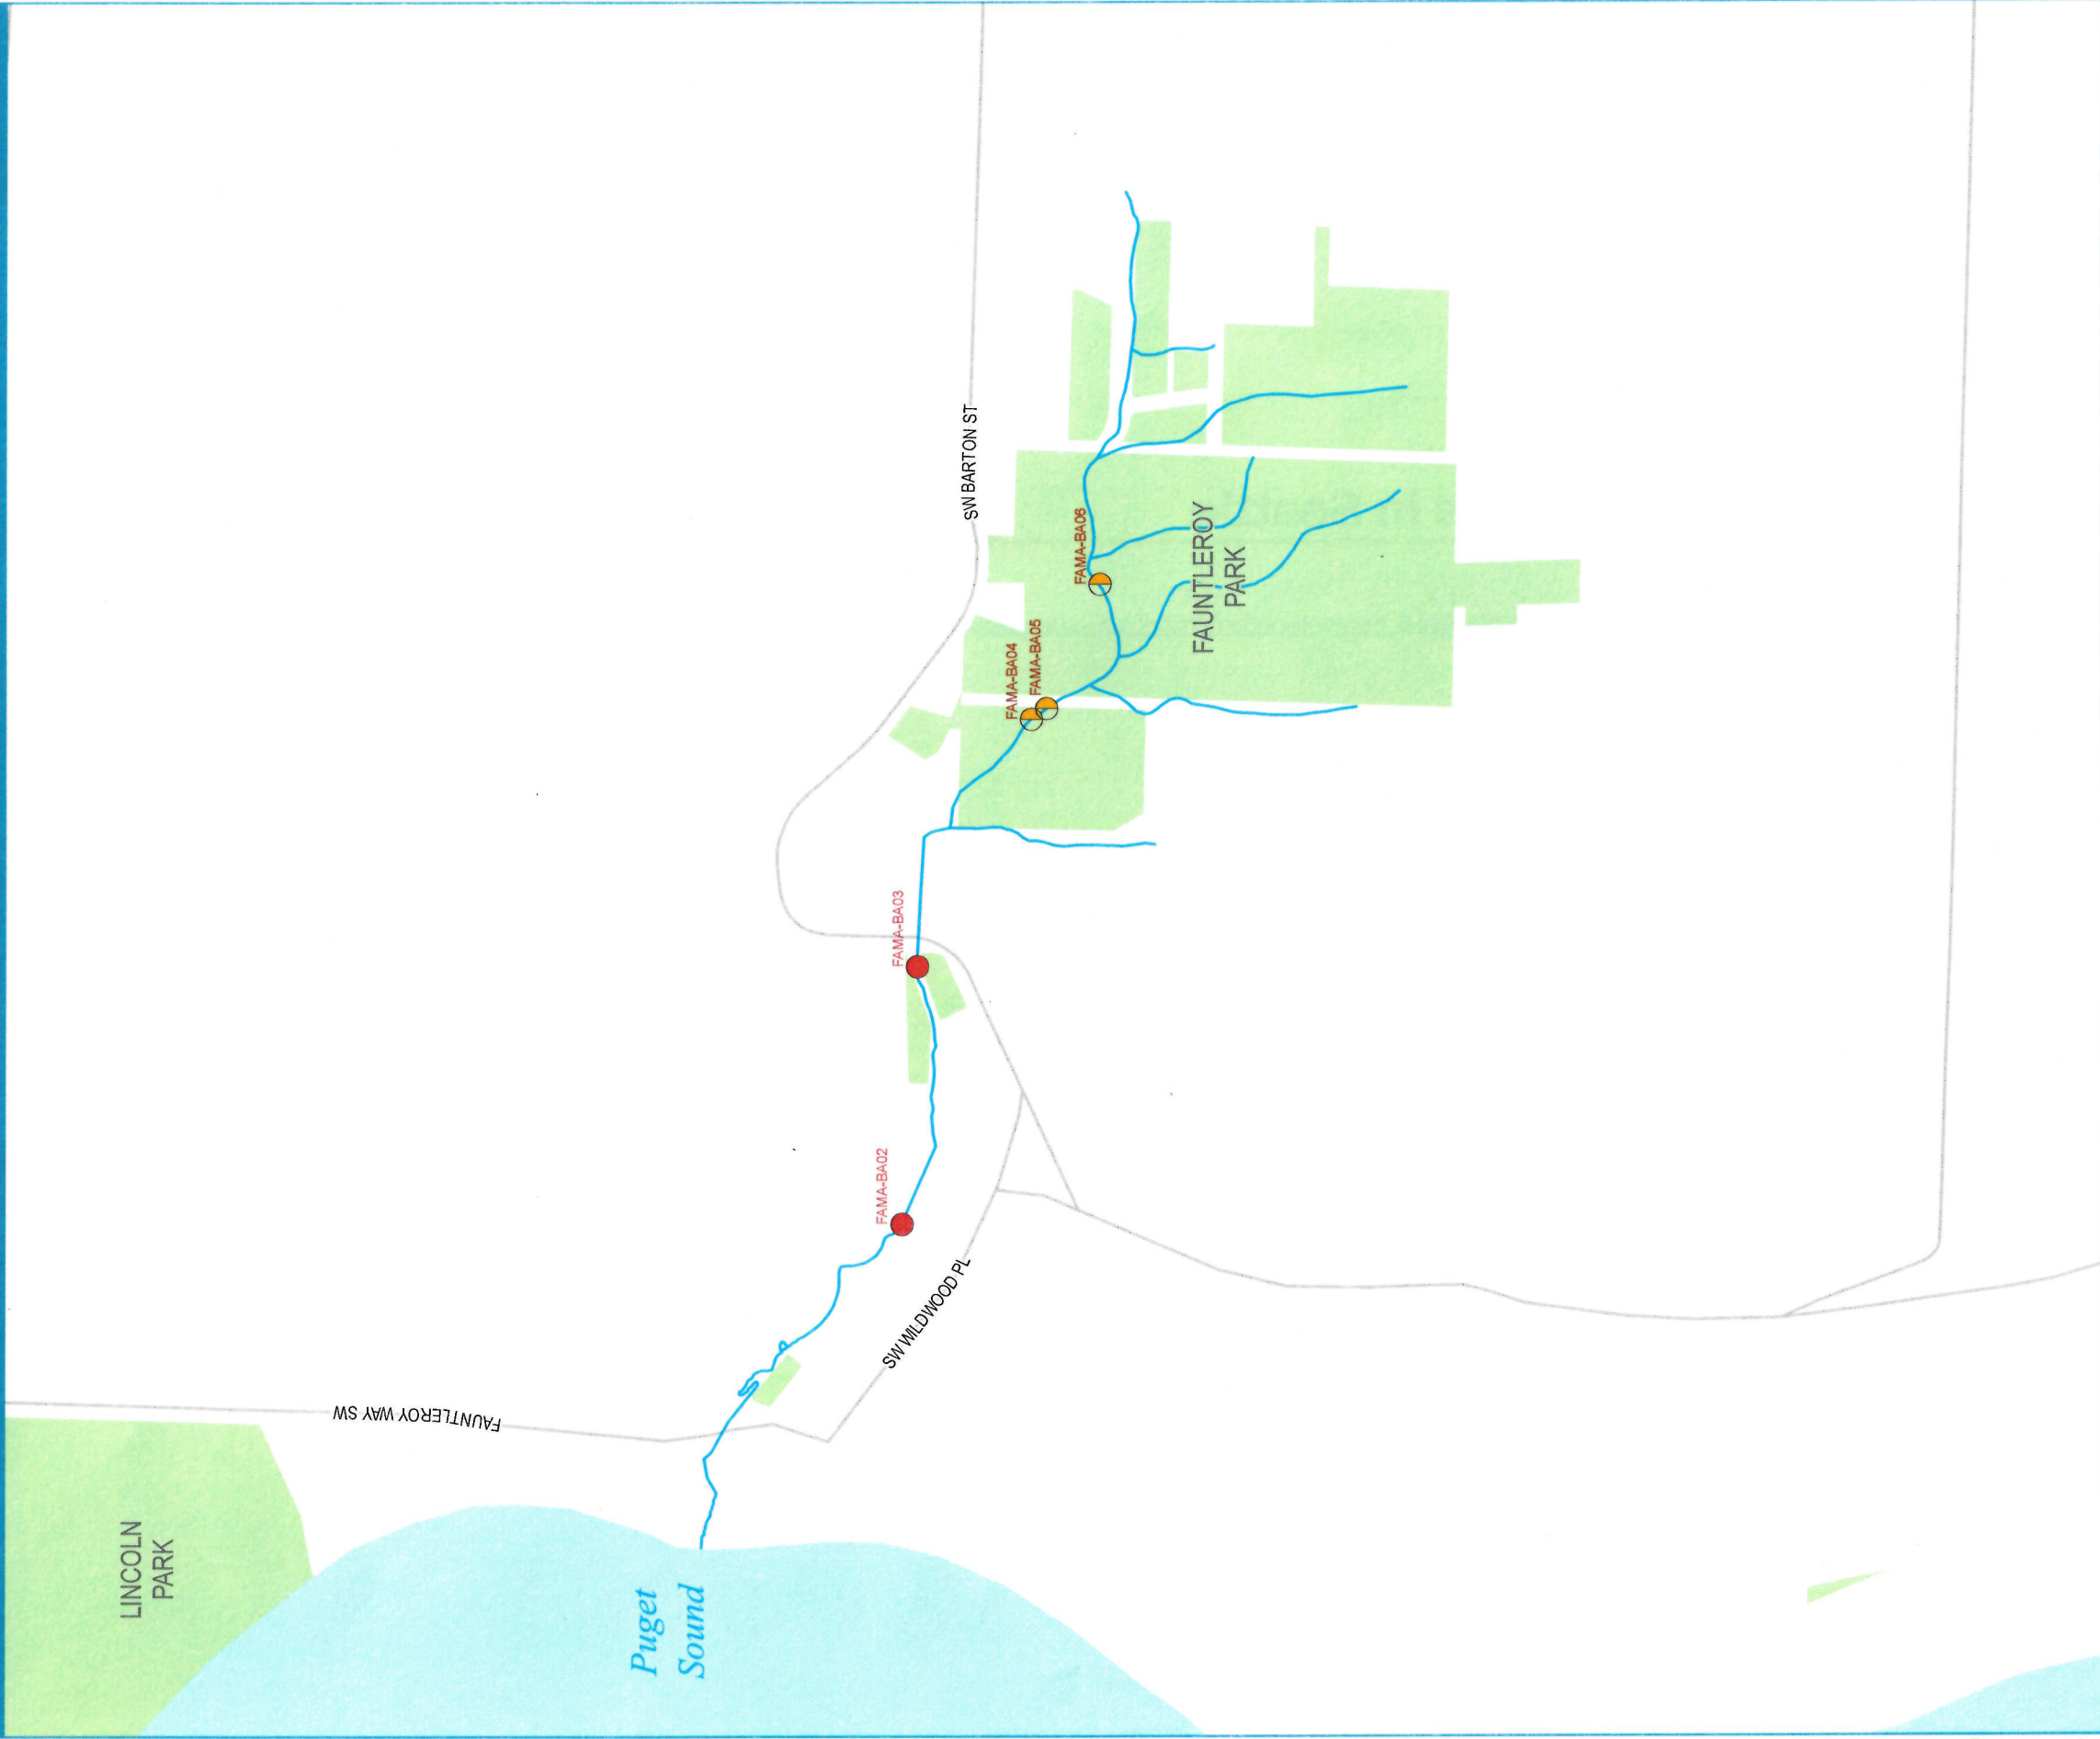 SW BARTON ST
FAMA-BA06
FAUNTLEROY
PARK
FAMA-BA04
FAMA-BA05
FAMA-BA03
FAMA-BA02
SW WILDWOOD PL
FAUNTLEROY WAY SW
LINCOLN
PARK
Puget
Sound